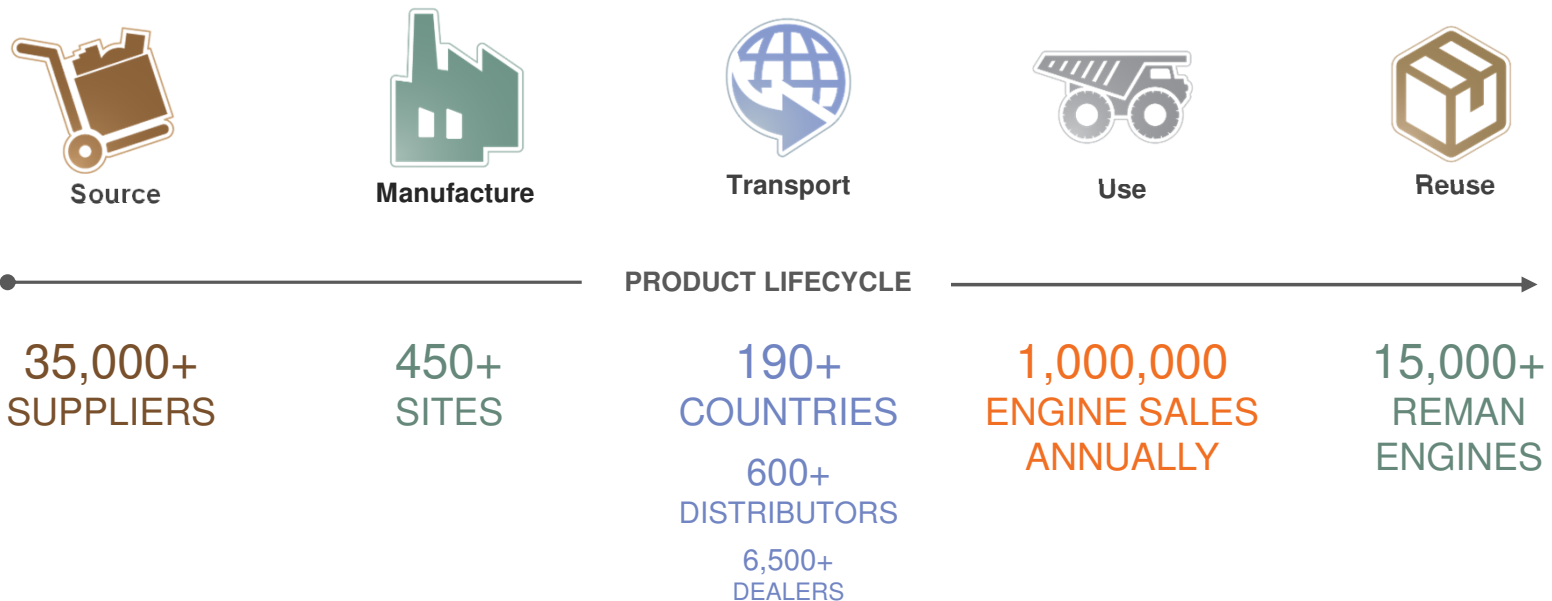 Source
Manufacture
Transport
Use
Reuse
PRODUCT LIFECYCLE
35,000+
SUPPLIERS
450+
SITES
190+
COUNTRIES
600+
DISTRIBUTORS
6,500+
DEALERS
1,000,000
ENGINE SALES
ANNUALLY
15,000+
REMAN
ENGINES